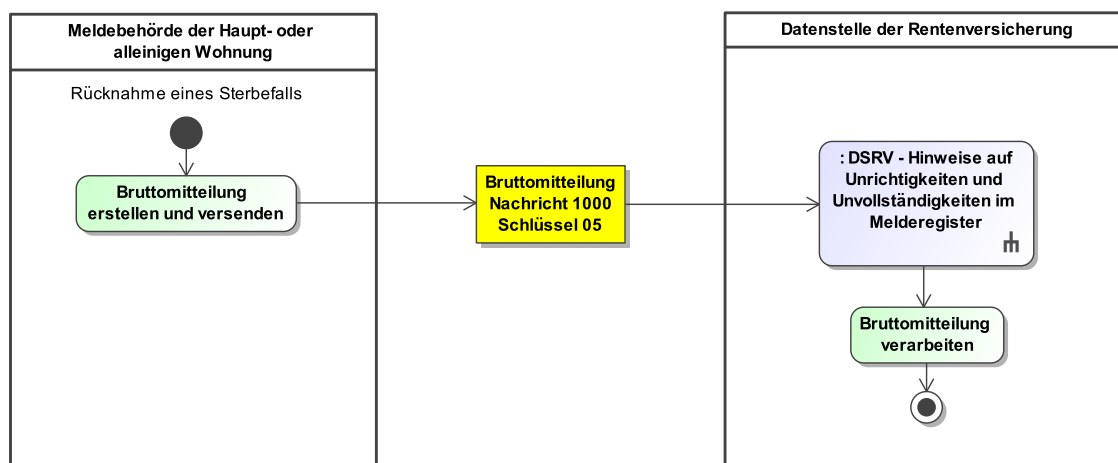 Meldebehörde der Haupt- oder
alleinigen Wohnung
Rücknahme eines Sterbefalls
Bruttomitteilung
erstellen und versenden
Bruttomitteilung
Nachricht 1000
Schlüssel 05
Datenstelle der Rentenversicherung
: DSRV - Hinweise auf
Unrichtigkeiten und
Unvollständigkeiten im
Melderegister
Bruttomitteilung
verarbeiten